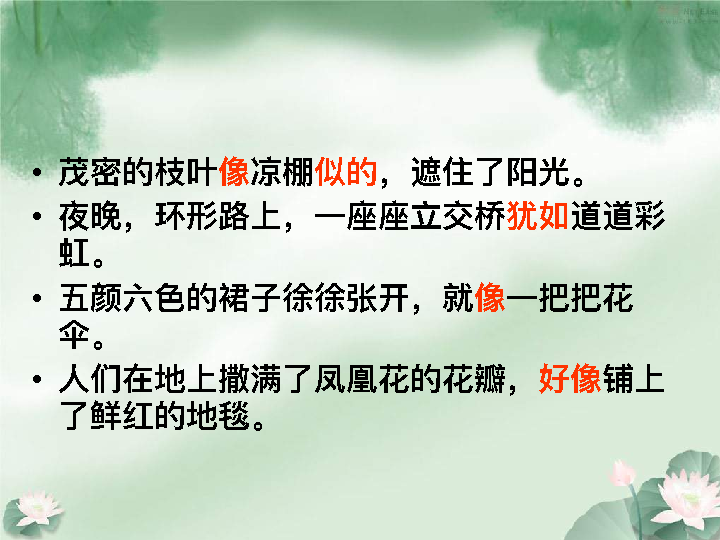 • 茂密的枝叶像凉棚似的，遮住了阳光。
• 夜晚，环形路上，一座座立交桥犹如道道彩
虹。
• 五颜六色的裙子徐徐张开，就像一把把花
伞。
• 人们在地上撒满了凤凰花的花瓣，好像铺上
了鲜红的地毯。